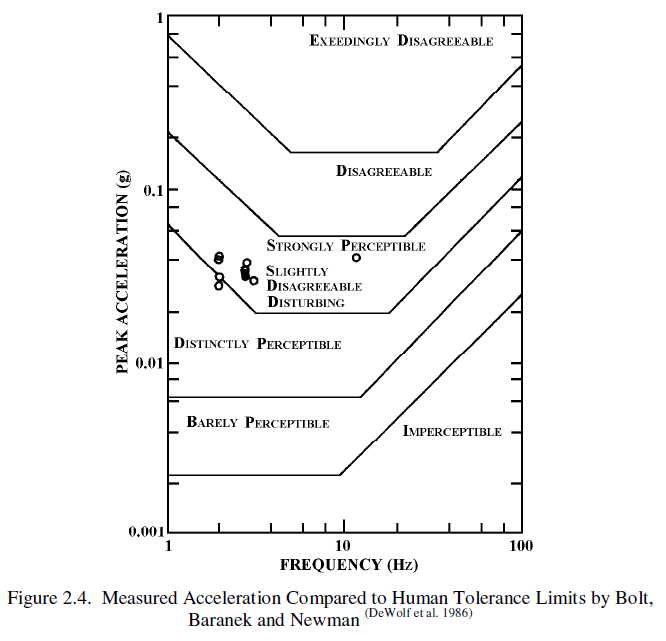 1
EXEEDINGLY DISAGREEABLE
DISAGREEABLE
0.1
STRONGLY PERCEPTIBLE
SLIGHTLY
DISAGREEABLE
DISTURBING
PEAK ACCELERATION (g)
DISTINCTLY PERCEPTIBLE
0.01
BARELY PERCEPTIBLE
IMPERCEPTIBLE
0.001
1
10
100
FREQUENCY (Hz)
Figure 2.4. Measured Acceleration Compared to Human Tolerance Limits by Bolt,
Baranek and Newman (DeWolf et al. 1986)